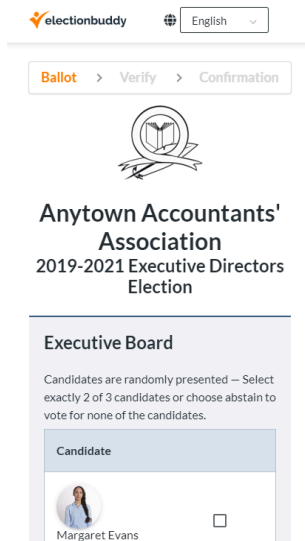 electionbuddy
English
Ballot > Verify > Confirmation
Anytown Accountants'
Association
2019-2021 Executive Directors
Election
Executive Board
Candidates are randomly presented — Select
exactly 2 of 3 candidates or choose abstain to
vote for none of the candidates.
Candidate
Margaret Evans